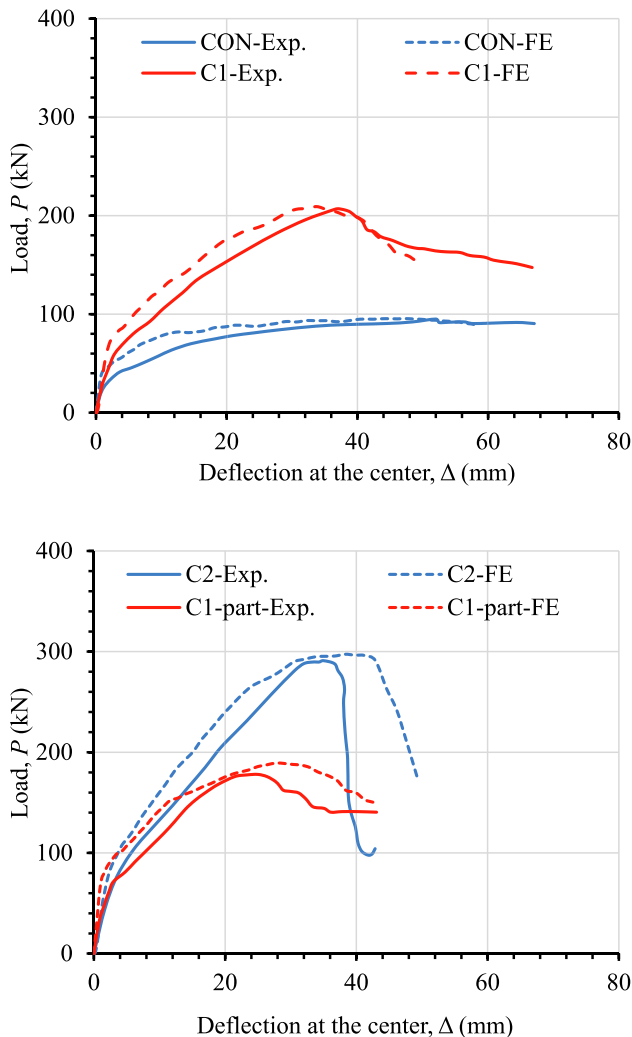 400
CON-Exp. CON-FE
C1-Exp. C1-FE
300
Load, P (kN)
200
100
0
0 20 40 60 80
Deflection at the center, Δ (mm)
400
C2-Exp. C2-FE
C1-part-Exp. C1-part-FE
300
Load, P (kN)
200
100
0
0 20 40 60 80
Deflection at the center, Δ (mm)